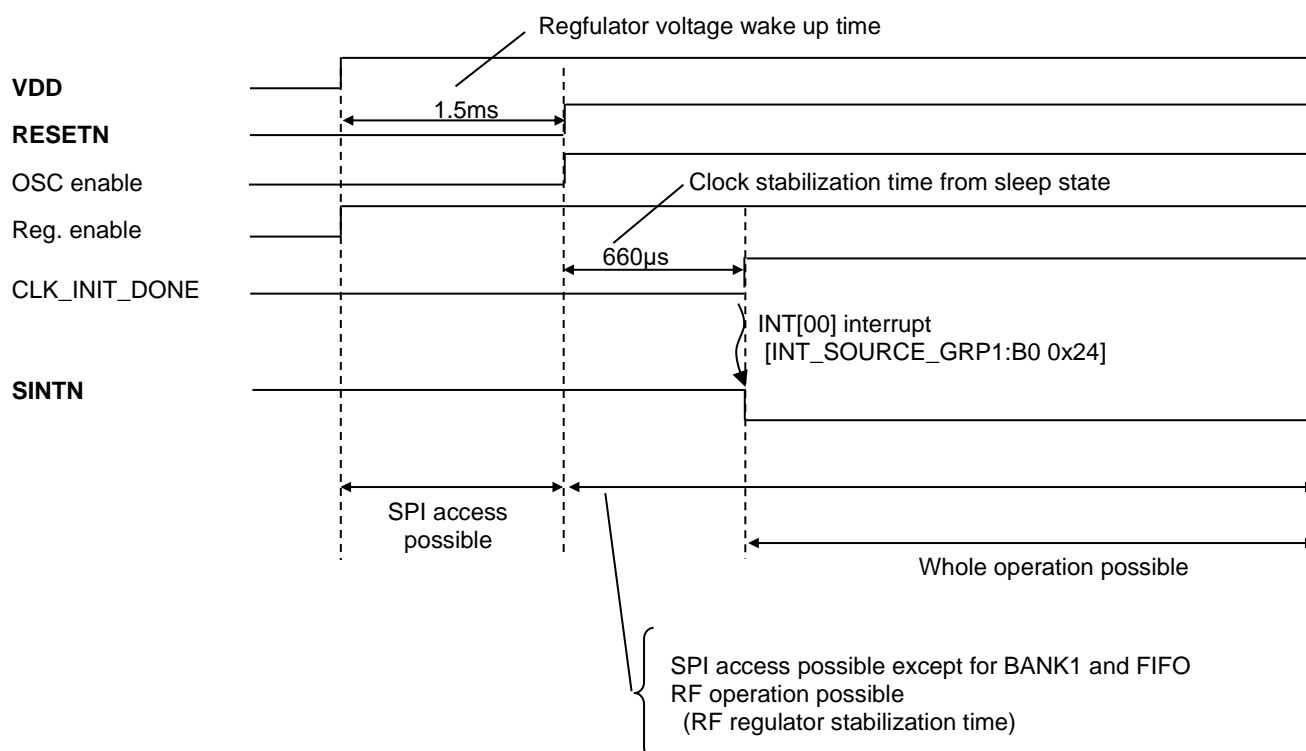 Regfulator voltage wake up time
VDD
1.5ms
RESETN
OSC enable
Clock stabilization time from sleep state
Reg. enable
660µs
CLK_INIT_DONE
INT[00] interrupt
[INT_SOURCE_GRP1:B0 0x24]
SINTN
SPI access
possible
Whole operation possible
SPI access possible except for BANK1 and FIFO
RF operation possible
(RF regulator stabilization time)